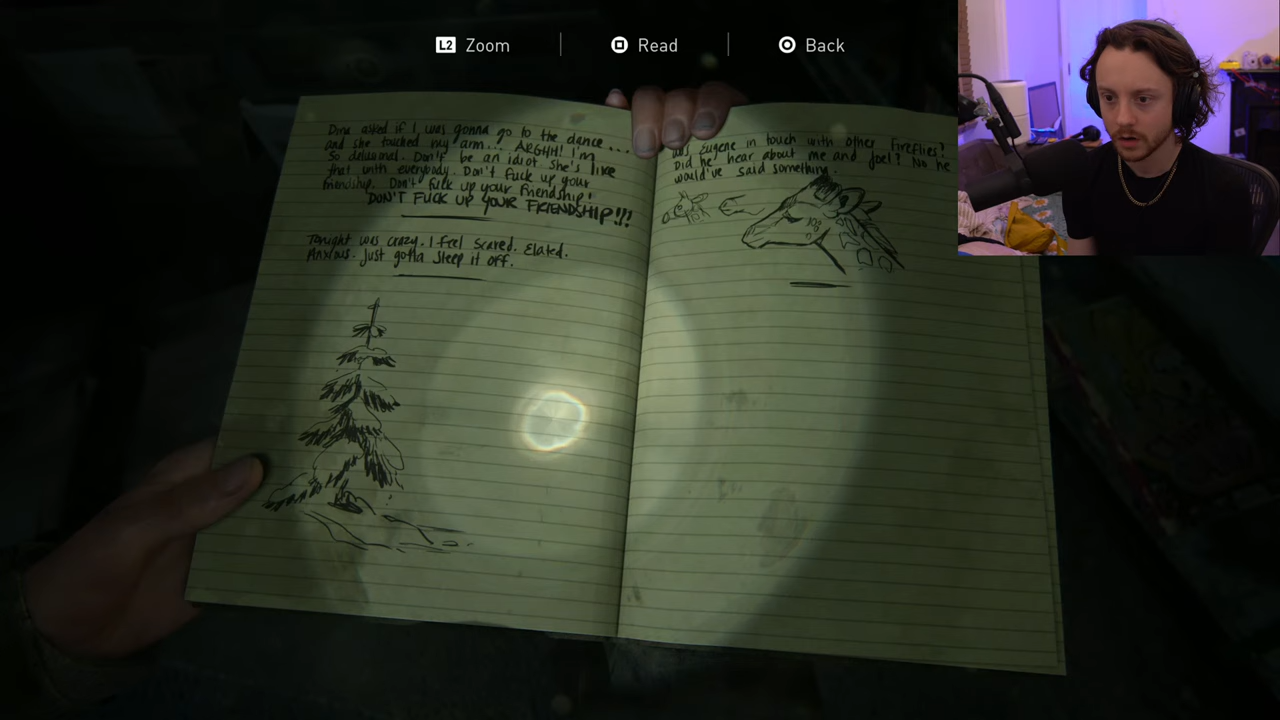 L2 Zoom
Read
Back
Dina asked if I was gonna go to the dance...
and she touched my arm... ARGHH! I'm
so delusional. Don't be an idiot. She's like
that with everybody. Don't fuck up your
friendship. Don't fuck up your friendship!
DON'T FUCK UP YOUR FRIENDSHIP!!!
Tonight was crazy. I feel scared. Elated.
Anxious. Just gotta sleep it off.
Was Eugene in touch with other Fireflies?
Did he hear about me and Joel? No he
would've said something.